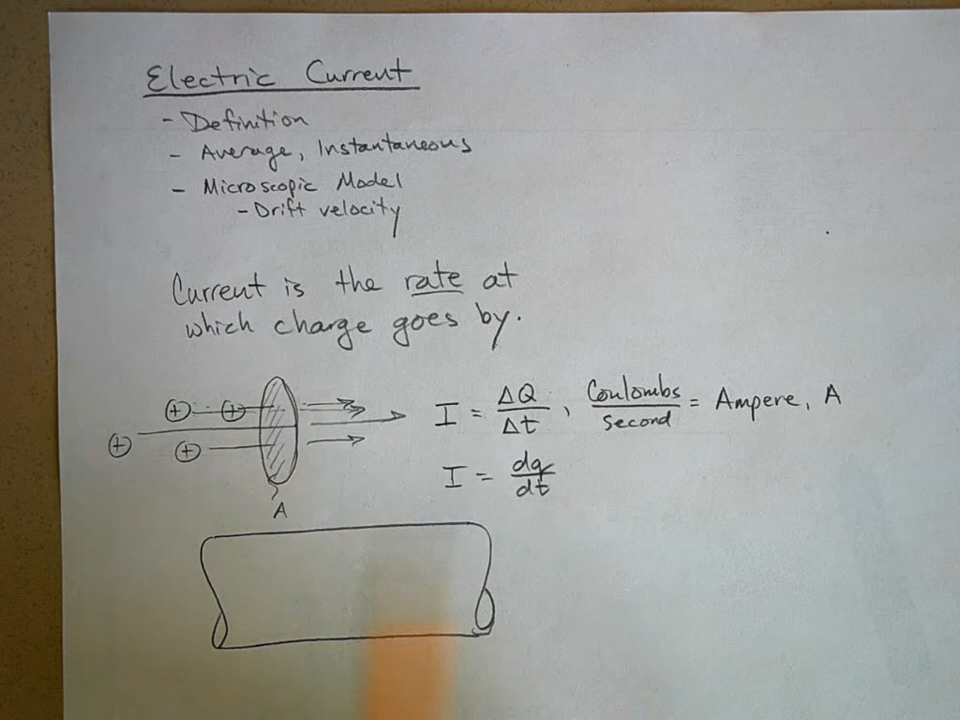 Electric Current
- Definition
- Average, Instantaneous
- Microscopic Model
- Drift velocity
Current is the rate at
which charge goes by.
+ + + +
I = ΔQ/Δt , Coulombs/second = Ampere, A
I = dq/dt
A